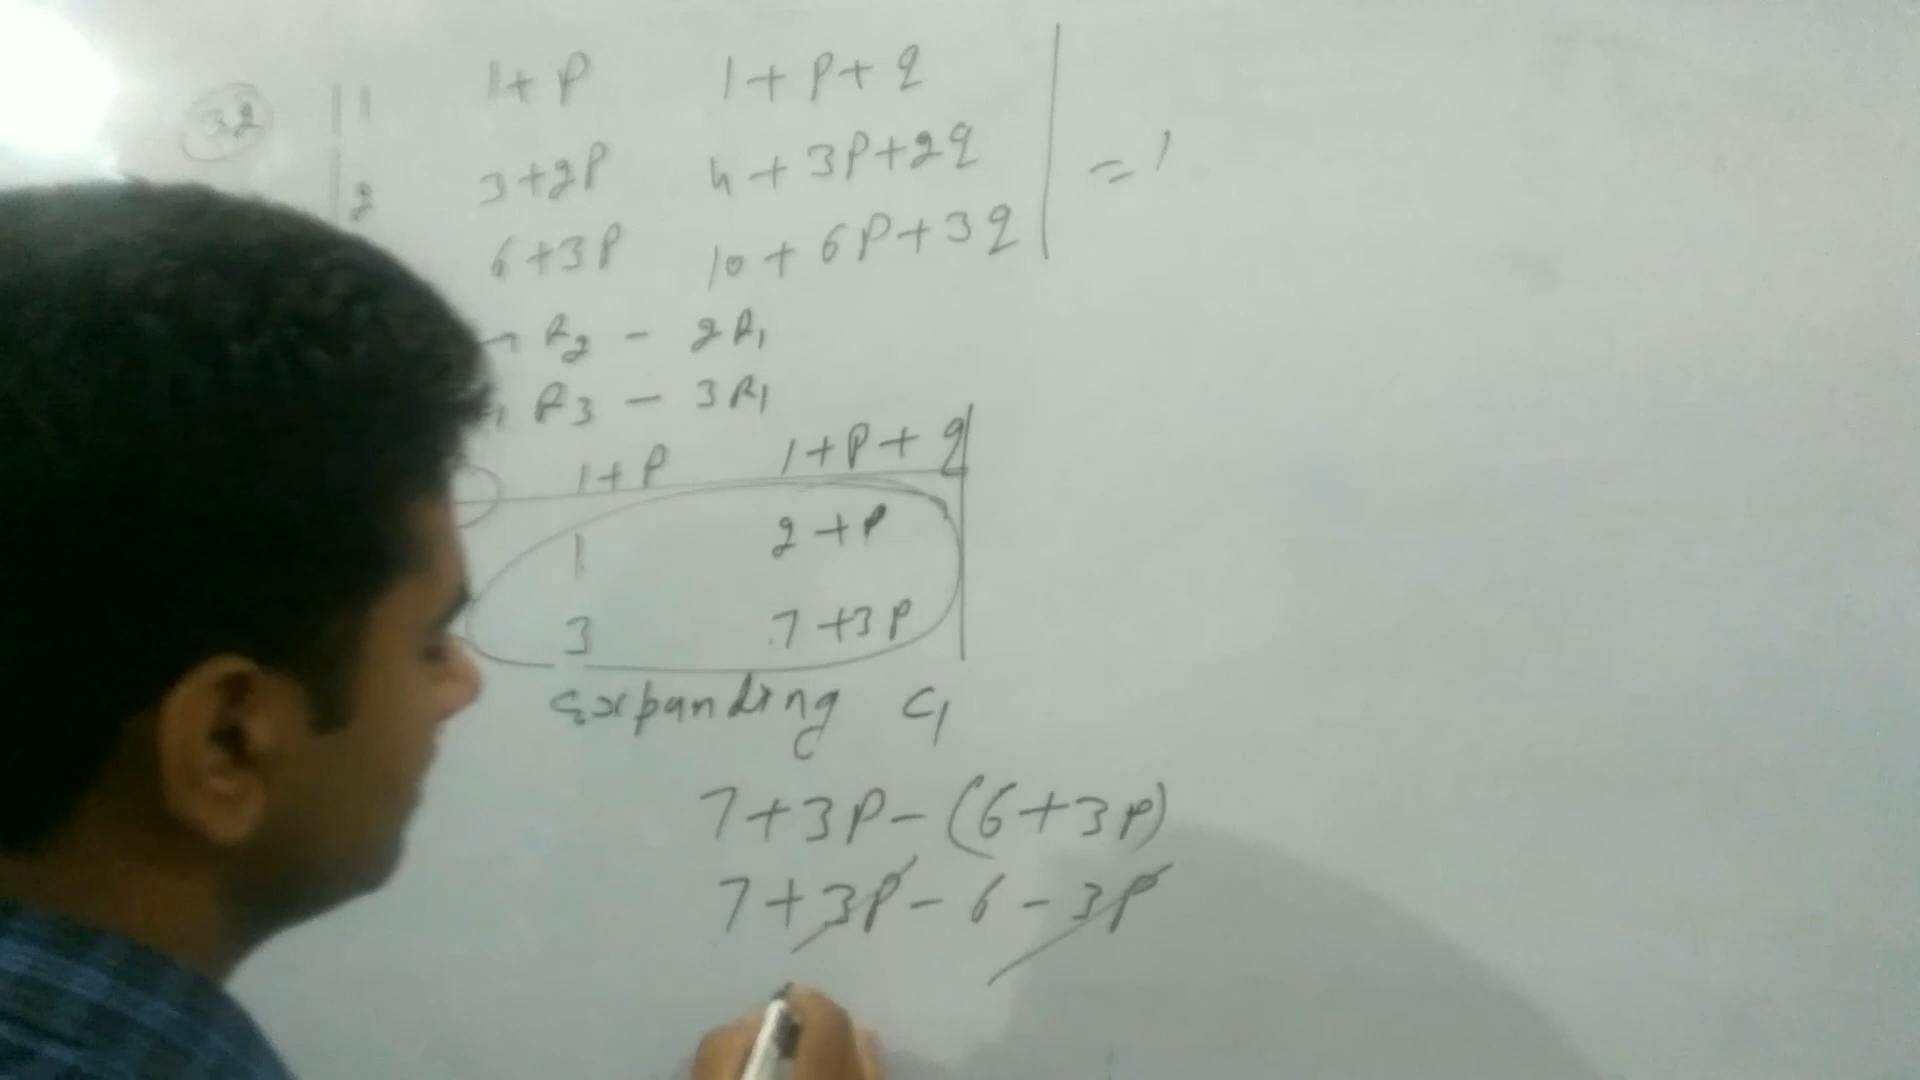 32 | 1 1+P 1+P+q |
2 3+2P 4+3P+2q = 1
6+3P 10+6P+3q
→ R2 - 2R1
R3 - 3R1
1+P 1+P+q
1 2+P
3 7+3P
Expanding C1
7+3P-(6+3P)
7+3P-6-3P